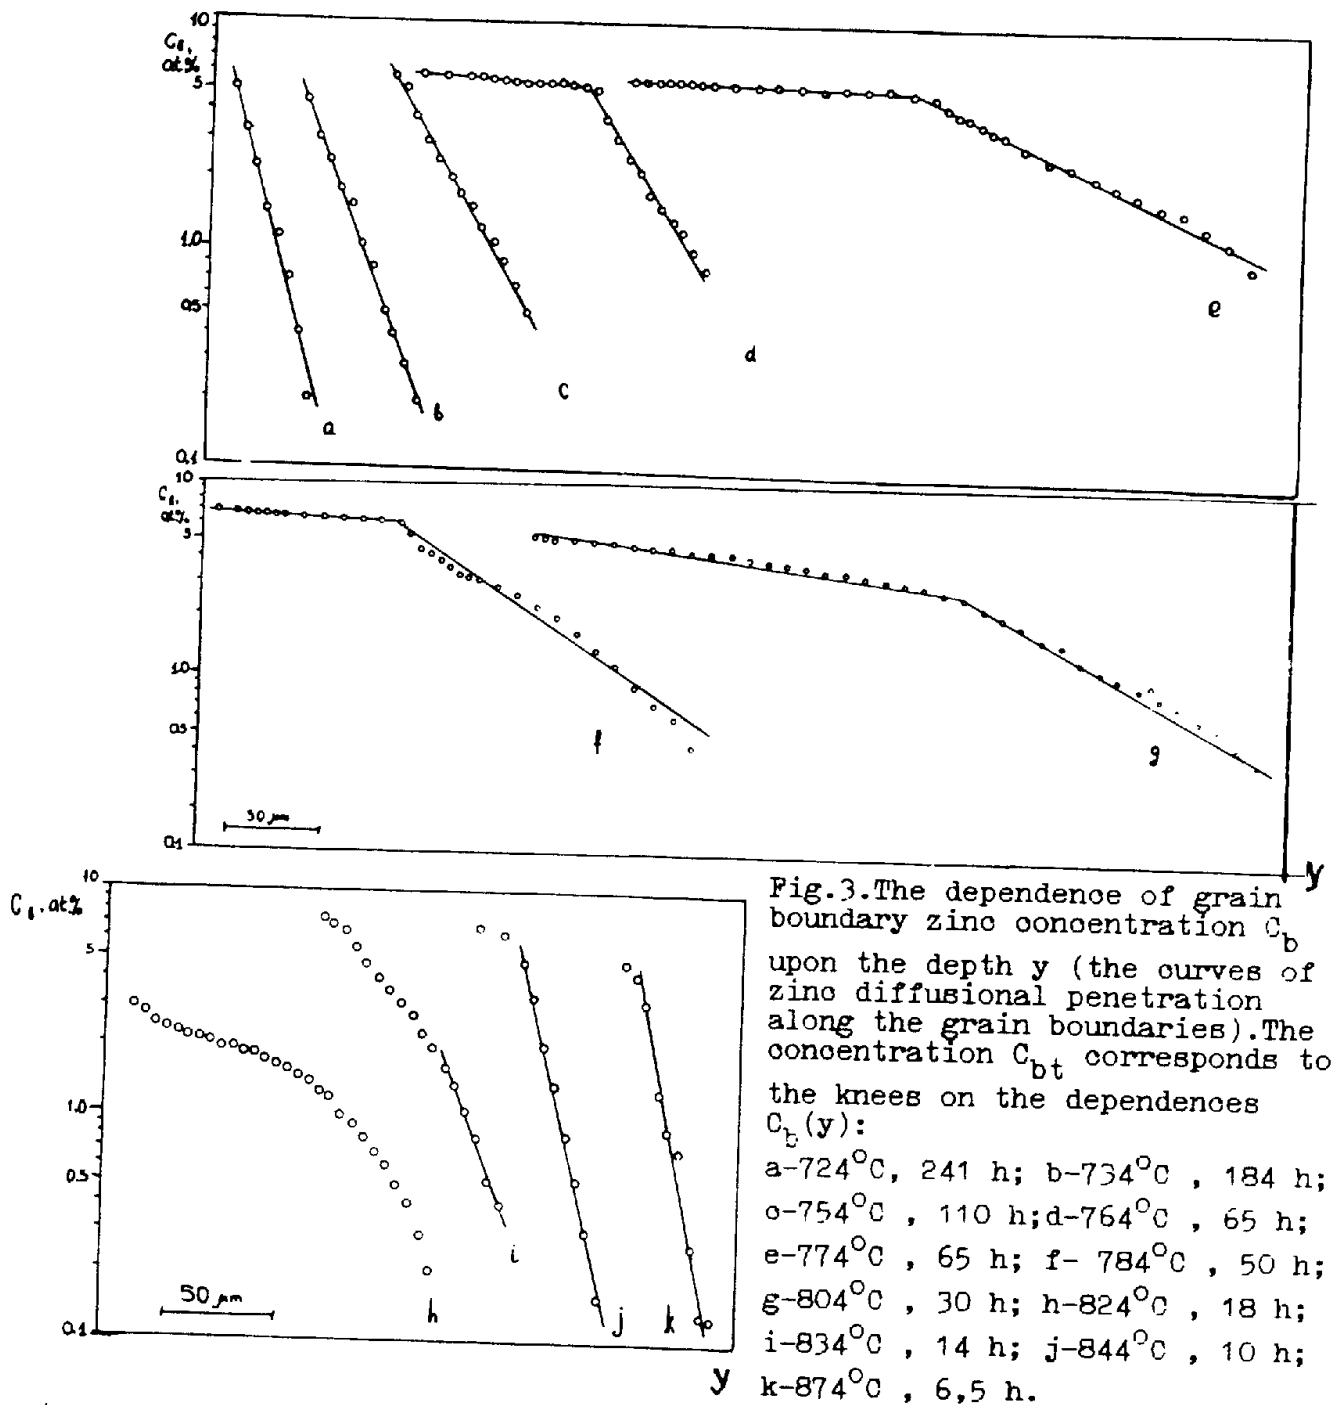 10
C_b,
at%
5
1.0
0.5
0.1
a
b
c
d
e
10
C_b,
at%
5
1.0
0.5
0.1
50 μm
f
g
y
10
C_b, at%
5
1.0
0.5
0.1
50 μm
h
i
j
k
y
Fig.3.The dependence of grain
boundary zinc concentration C_b
upon the depth y (the curves of
zinc diffusional penetration
along the grain boundaries).The
concentration C_bt corresponds to
the knees on the dependences
C_b(y):
a-724°C, 241 h; b-734°C , 184 h;
c-754°C , 110 h;d-764°C , 65 h;
e-774°C , 65 h; f- 784°C , 50 h;
g-804°C , 30 h; h-824°C , 18 h;
i-834°C , 14 h; j-844°C , 10 h;
k-874°C , 6,5 h.